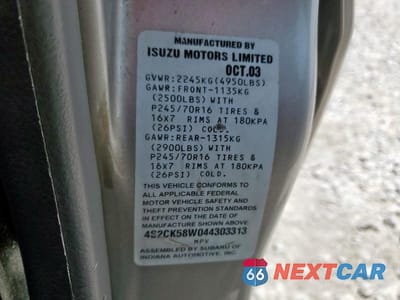 MANUFACTURED BY
ISUZU MOTORS LIMITED
OCT.03
GVWR:2245KG(4950LBS)
GAWR:FRONT-1135KG
(2500LBS) WITH
P245/70R16 TIRES &
16x7 RIMS AT 180KPA
(26PSI) COLD.
GAWR:REAR-1315KG
(2900LBS) WITH
P245/70R16 TIRES &
16x7 RIMS AT 180KPA
(26PSI) COLD.
THIS VEHICLE CONFORMS TO
ALL APPLICABLE FEDERAL
MOTOR VEHICLE SAFETY AND
THEFT PREVENTION STANDARDS
IN EFFECT ON THE DATE OF
MANUFACTURE SHOWN ABOVE.
4S2CK58W044303313
MPV
ASSEMBLED BY SUBARU OF
INDIANA AUTOMOTIVE, INC.
66 NEXTCAR